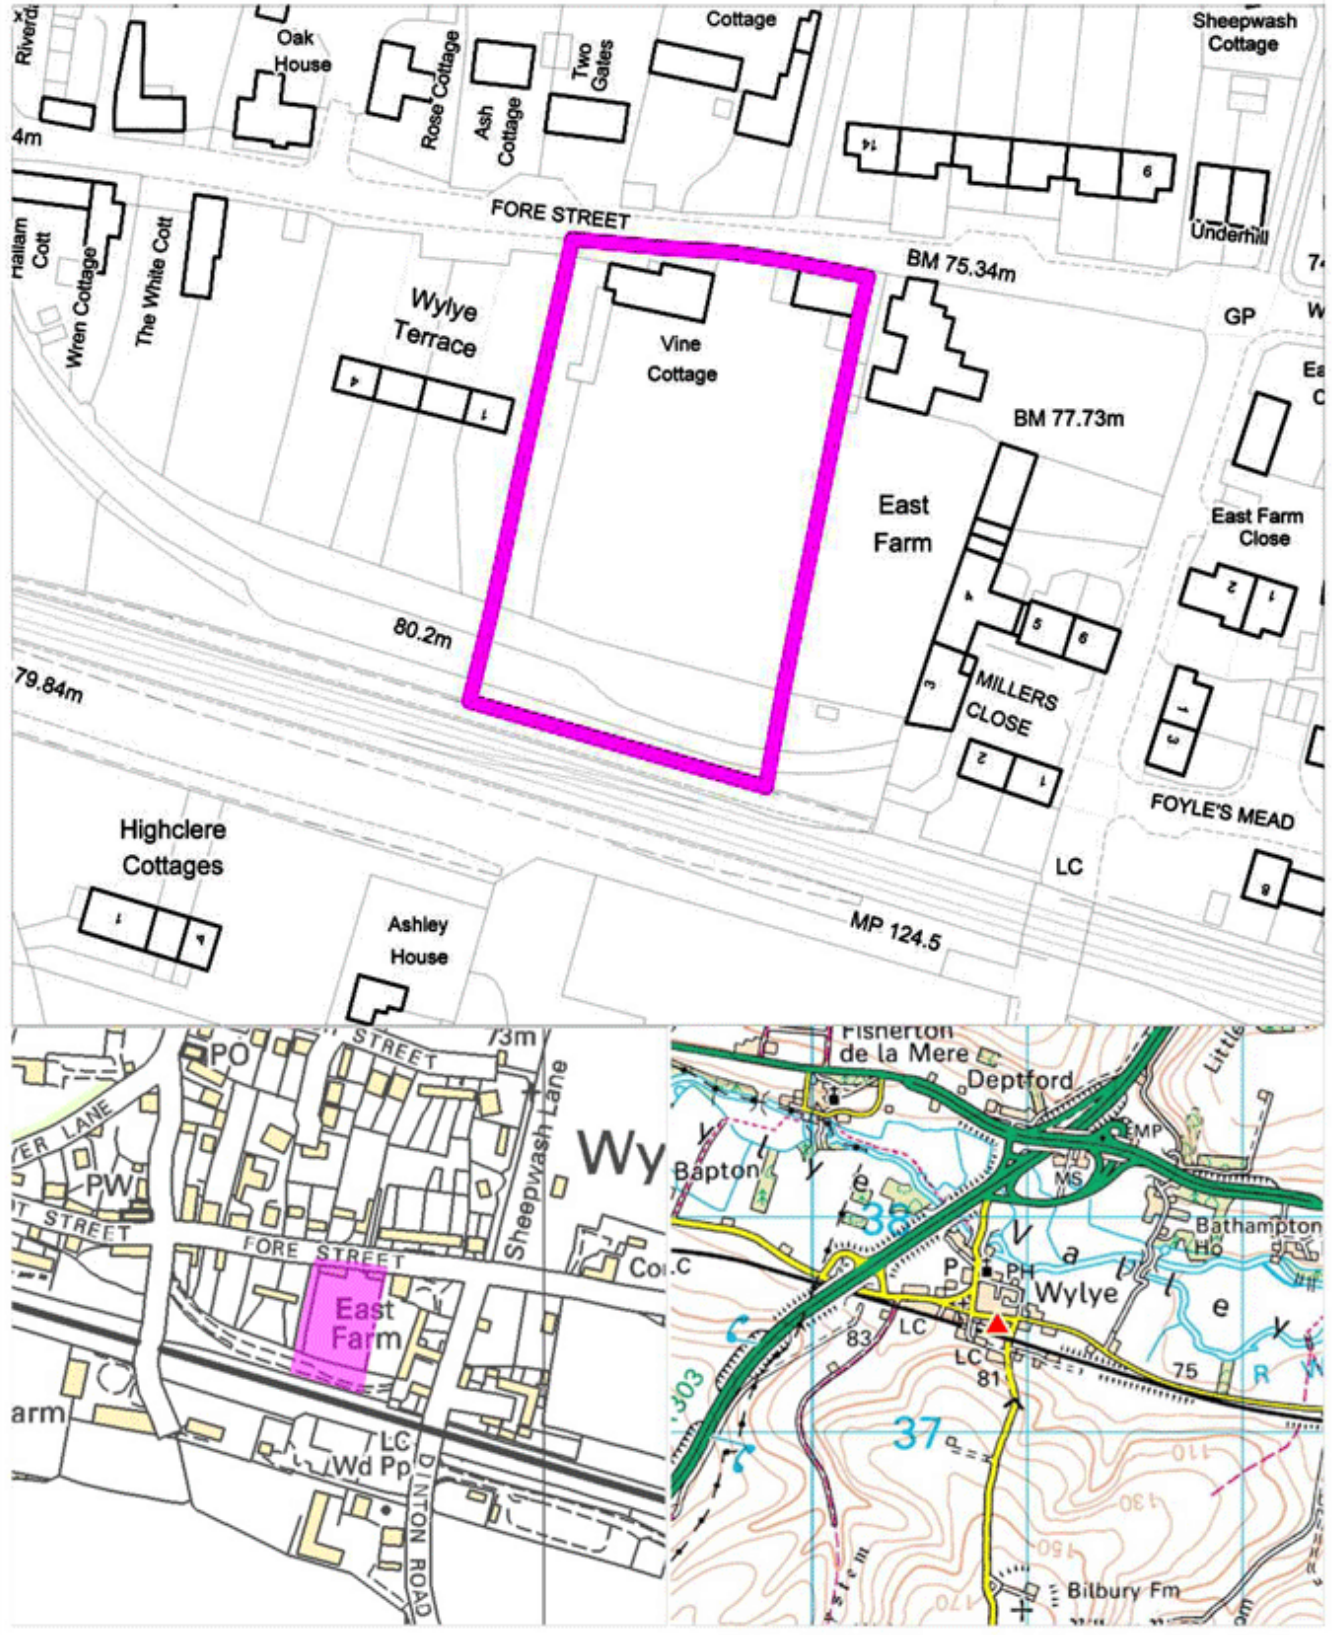 Oak
House
Rose Cottage
Ash
Cottage
Two
Gates
Cottage
Sheepwash
Cottage
4m
14
9
Underhill
FORE STREET
BM 75.34m
GP
Hallam
Cott
Wren Cottage
The White Cott
Wylye
Terrace
4
1
Vine
Cottage
BM 77.73m
East
Farm
East Farm
Close
2
1
4
5
6
3
MILLERS
CLOSE
2
1
1
3
FOYLE'S MEAD
8
LC
80.2m
79.84m
MP 124.5
Highclere
Cottages
1
4
Ashley
House
STREET
73m
PO
PW
STREET
FORE STREET
Sheepwash Lane
Wy
East
Farm
LC
Wd Pp
DINTON ROAD
arm
Fisherton
de la Mere
Deptford
Little
EMP
MS
Bapton
y
l
y
e
38
V
a
l
l
e
y
Bathampton
Ho
P
PH
Wylye
LC
83
LC
81
75
R
W
303
37
110
130
150
170
Bilbury Fm